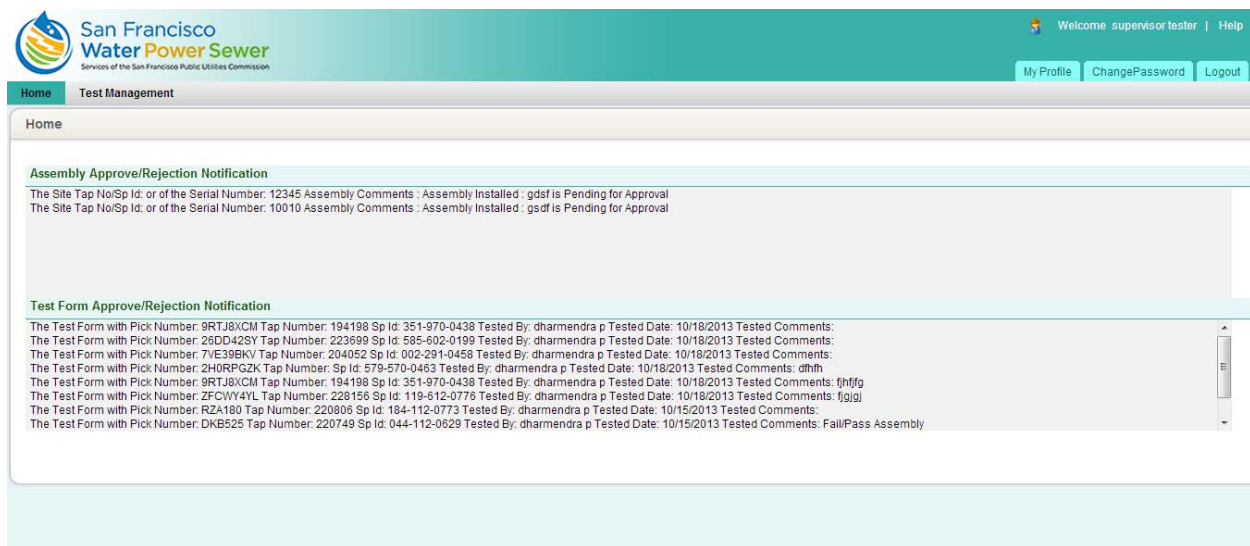 San Francisco
Water Power Sewer
Services of the San Francisco Public Utilities Commission
Welcome supervisor tester | Help
My Profile ChangePassword Logout
Home Test Management
Home
Assembly Approve/Rejection Notification
The Site Tap No/Sp Id: or of the Serial Number: 12345 Assembly Comments : Assembly Installed : gdsf is Pending for Approval
The Site Tap No/Sp Id: or of the Serial Number: 10010 Assembly Comments : Assembly Installed : gsdf is Pending for Approval
Test Form Approve/Rejection Notification
The Test Form with Pick Number: 9RTJ8XCM Tap Number: 194198 Sp Id: 351-970-0438 Tested By: dharmendra p Tested Date: 10/18/2013 Tested Comments:
The Test Form with Pick Number: 26DD42SY Tap Number: 223699 Sp Id: 585-602-0199 Tested By: dharmendra p Tested Date: 10/18/2013 Tested Comments:
The Test Form with Pick Number: 7VE39BKV Tap Number: 204052 Sp Id: 002-291-0458 Tested By: dharmendra p Tested Date: 10/18/2013 Tested Comments:
The Test Form with Pick Number: 2H0RPGZK Tap Number: Sp Id: 579-570-0463 Tested By: dharmendra p Tested Date: 10/18/2013 Tested Comments: dfhfh
The Test Form with Pick Number: 9RTJ8XCM Tap Number: 194198 Sp Id: 351-970-0438 Tested By: dharmendra p Tested Date: 10/18/2013 Tested Comments: fjhfjfg
The Test Form with Pick Number: ZFCWY4YL Tap Number: 228156 Sp Id: 119-612-0776 Tested By: dharmendra p Tested Date: 10/18/2013 Tested Comments: fjgjgj
The Test Form with Pick Number: RZA180 Tap Number: 220806 Sp Id: 184-112-0773 Tested By: dharmendra p Tested Date: 10/15/2013 Tested Comments:
The Test Form with Pick Number: DKB525 Tap Number: 220749 Sp Id: 044-112-0629 Tested By: dharmendra p Tested Date: 10/15/2013 Tested Comments: Fail/Pass Assembly